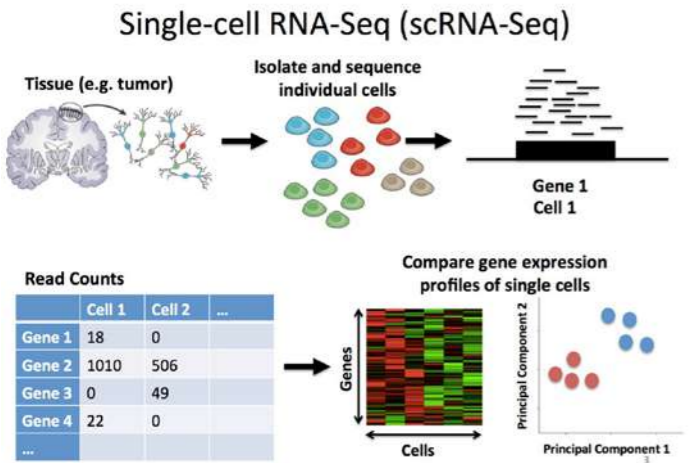 Single-cell RNA-Seq (scRNA-Seq)
Tissue (e.g. tumor)
Isolate and sequence
individual cells
Gene 1
Cell 1
Read Counts
Cell 1 Cell 2 ...
Gene 1 18 0
Gene 2 1010 506
Gene 3 0 49
Gene 4 22 0
...
Compare gene expression
profiles of single cells
Genes
Cells
Principal Component 2
Principal Component 1
3